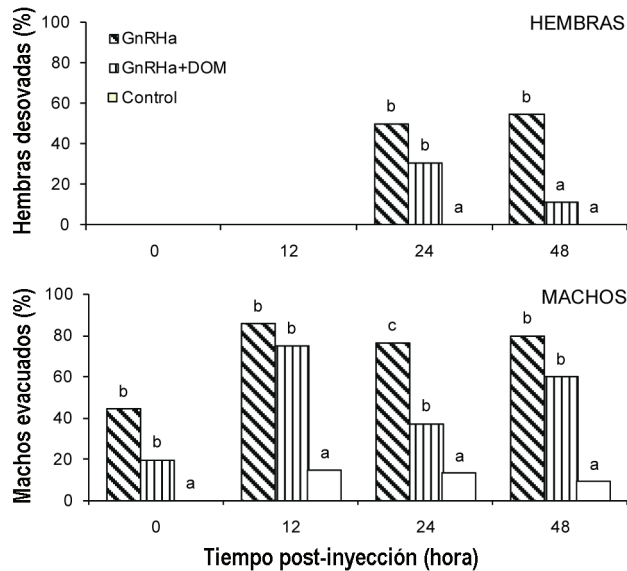 HEMBRAS
Hembras desovadas (%)
100
80
60
40
20
0
GnRHa
GnRHa+DOM
Control
b
b
a
b
a
a
0 12 24 48
MACHOS
Machos evacuados (%)
100
80
60
40
20
0
b
b
a
b
b
a
c
b
a
b
b
a
0 12 24 48
Tiempo post-inyección (hora)